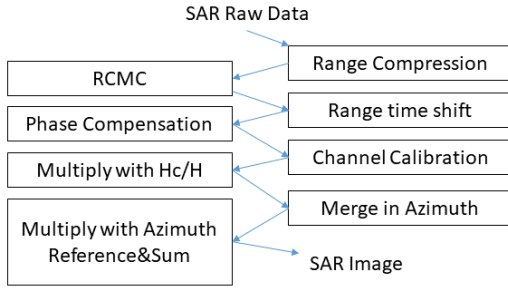 SAR Raw Data
Range Compression
RCMC
Range time shift
Phase Compensation
Channel Calibration
Multiply with Hc/H
Merge in Azimuth
Multiply with Azimuth
Reference&Sum
SAR Image